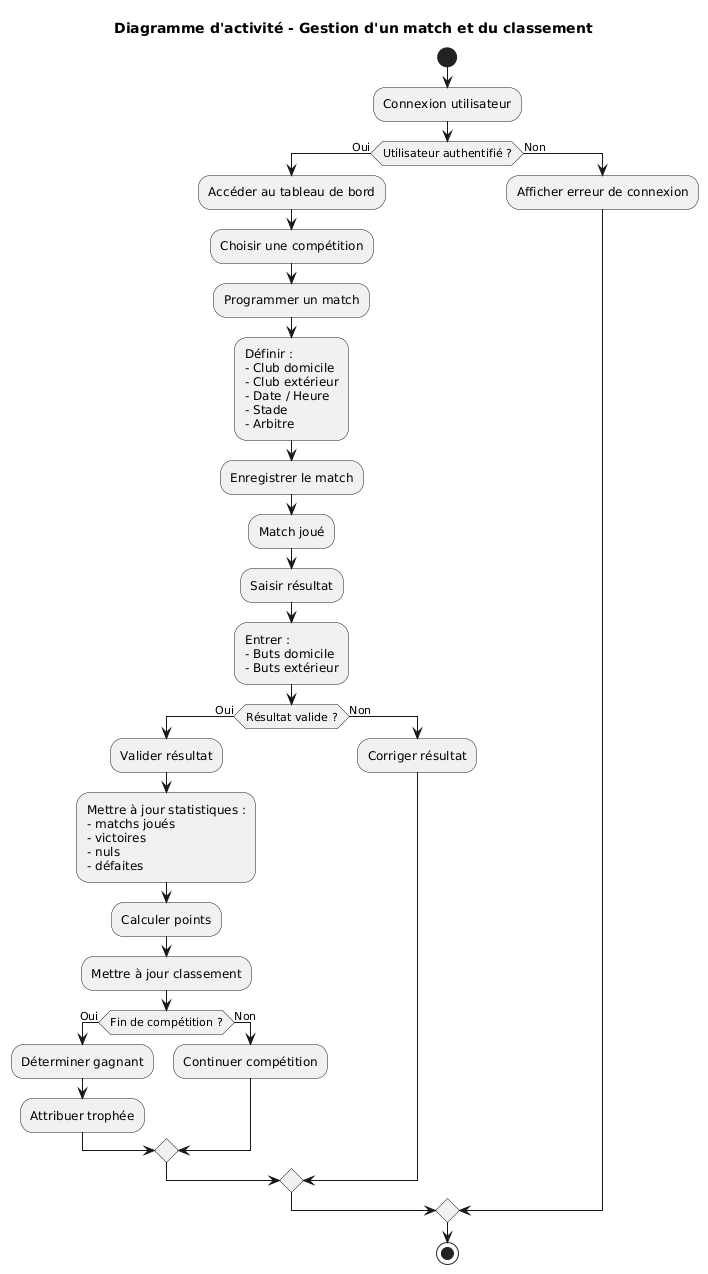 Diagramme d'activité - Gestion d'un match et du classement
Connexion utilisateur
Oui
Utilisateur authentifié ?
Non
Accéder au tableau de bord
Afficher erreur de connexion
Choisir une compétition
Programmer un match
Définir :
- Club domicile
- Club extérieur
- Date / Heure
- Stade
- Arbitre
Enregistrer le match
Match joué
Saisir résultat
Entrer :
- Buts domicile
- Buts extérieur
Oui
Résultat valide ?
Non
Valider résultat
Corriger résultat
Mettre à jour statistiques :
- matchs joués
- victoires
- nuls
- défaites
Calculer points
Mettre à jour classement
Oui
Fin de compétition ?
Non
Déterminer gagnant
Continuer compétition
Attribuer trophée